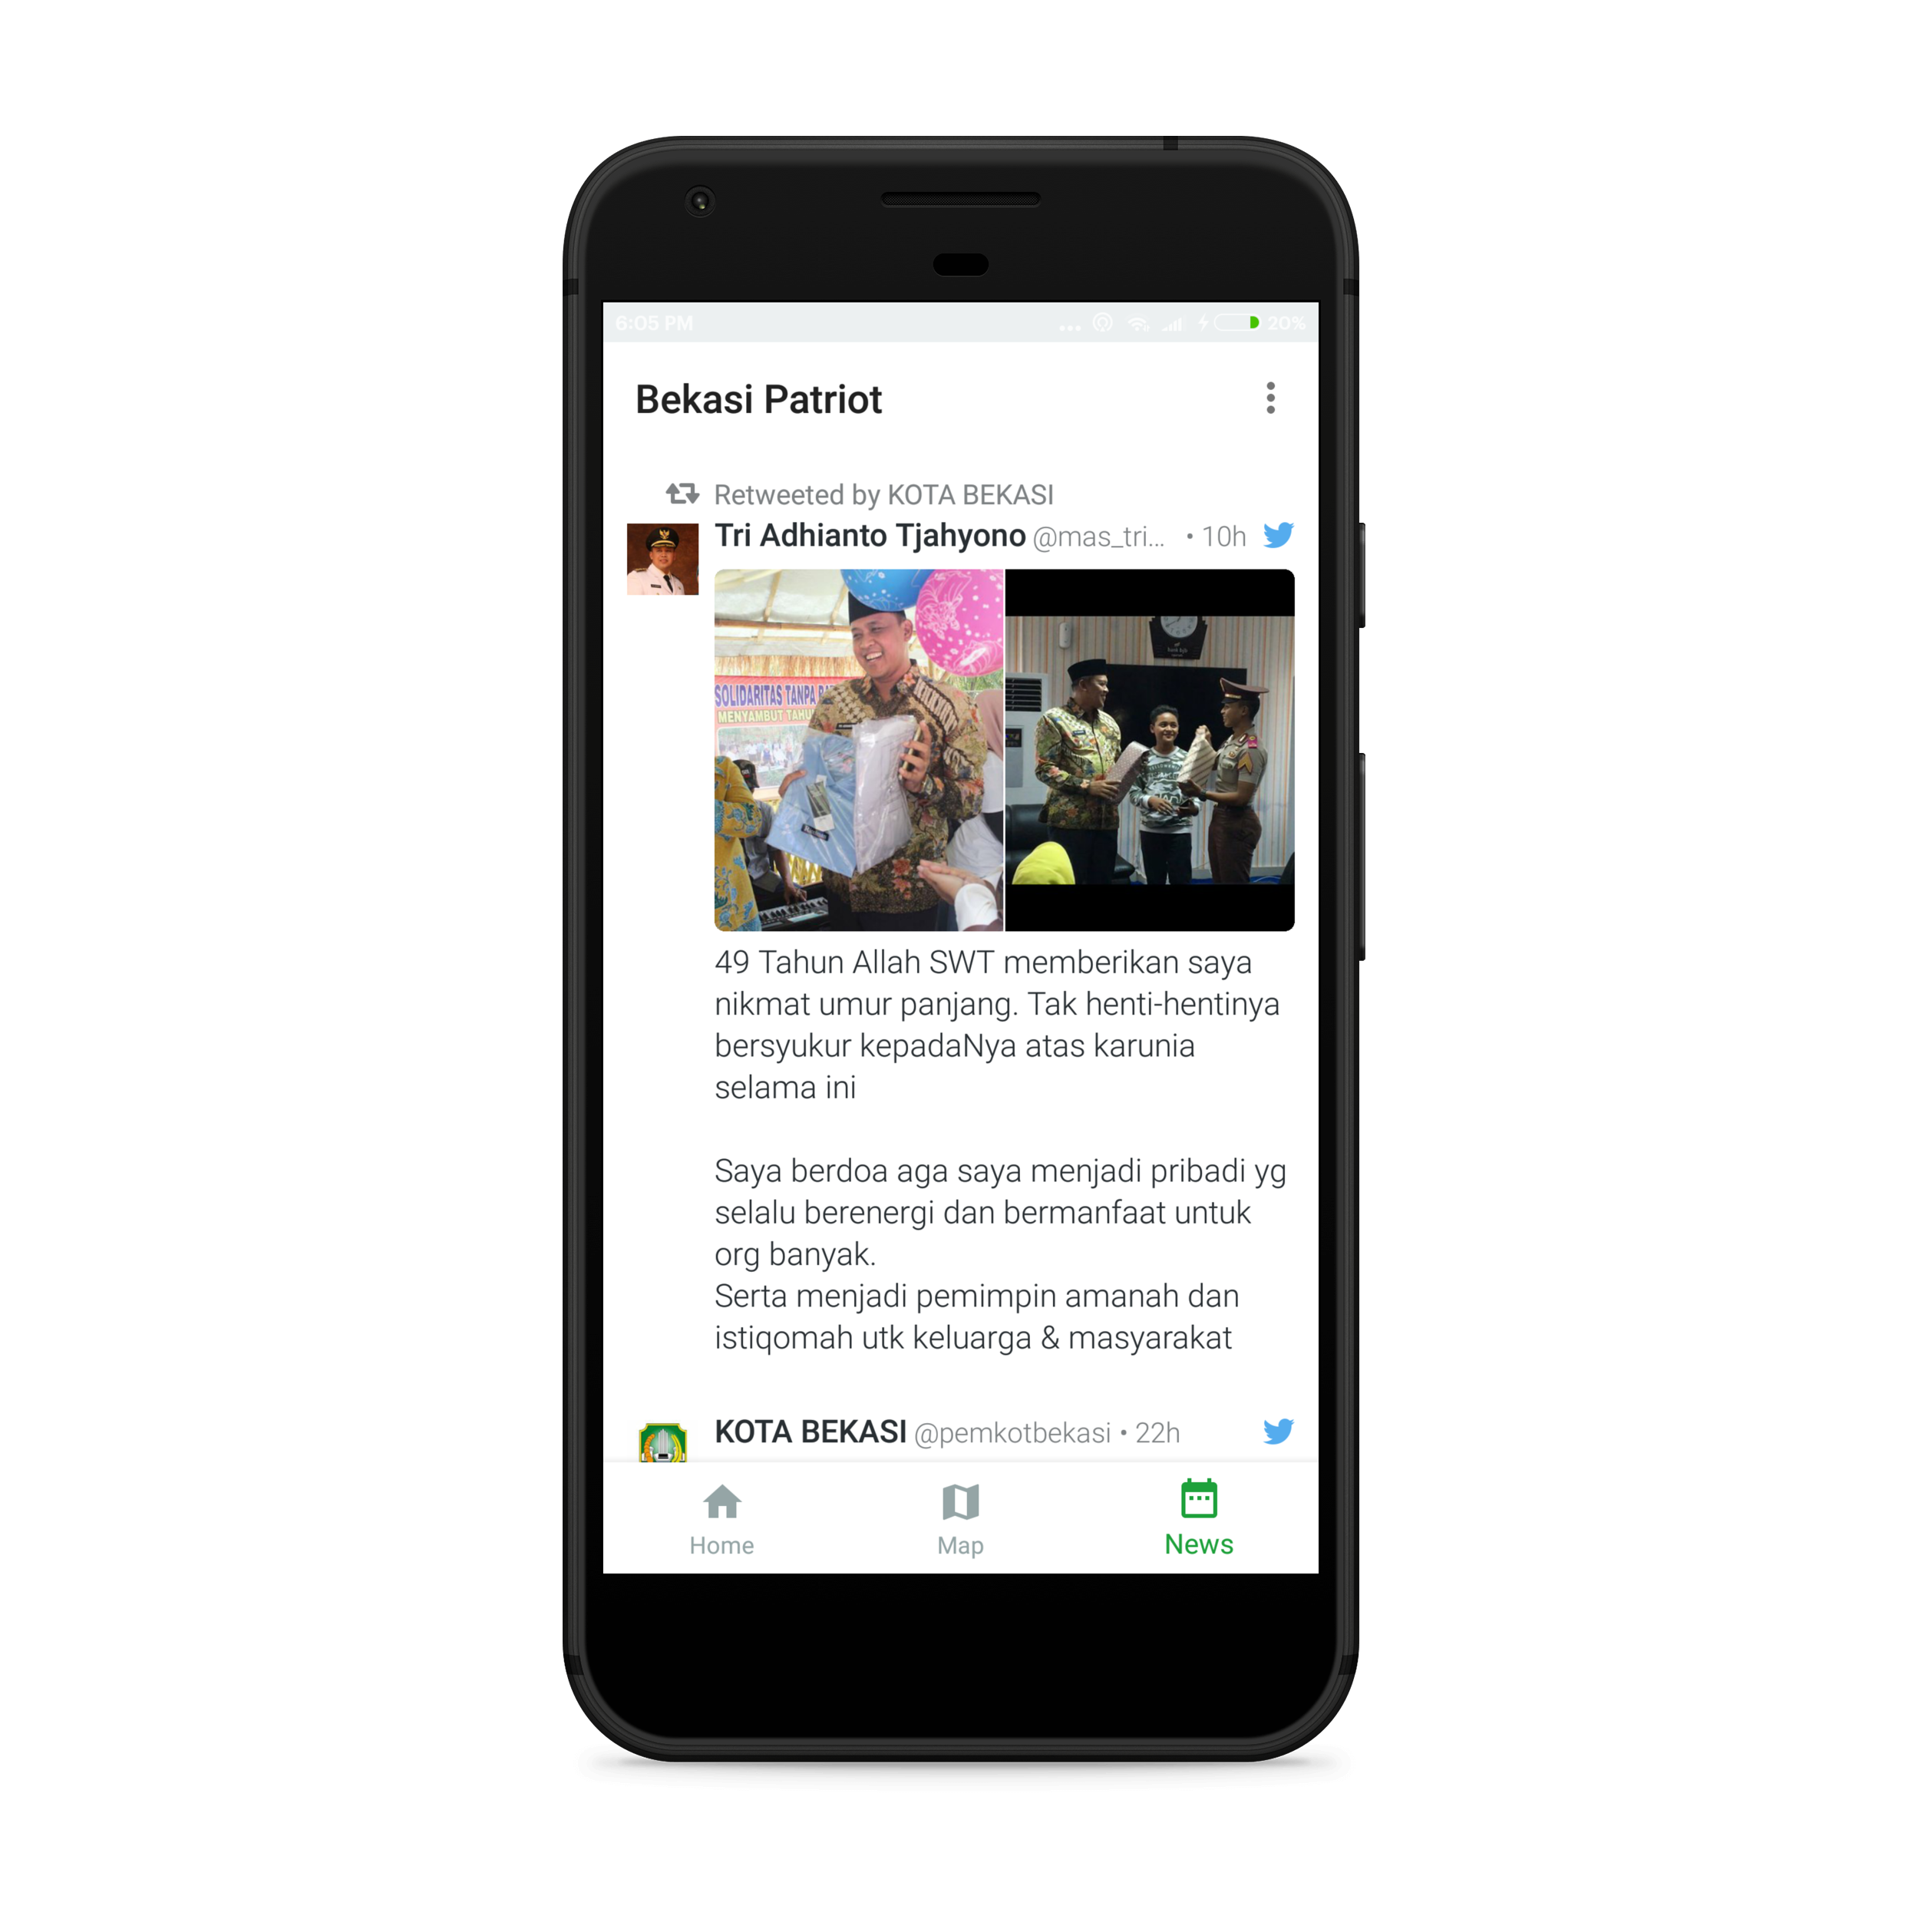 6:05 PM
20%
Bekasi Patriot
Retweeted by KOTA BEKASI
Tri Adhianto Tjahyono @mas_tri... • 10h
SOLIDARITAS TANPA
MENYAMBUT TAHU
49 Tahun Allah SWT memberikan saya
nikmat umur panjang. Tak henti-hentinya
bersyukur kepadaNya atas karunia
selama ini
Saya berdoa aga saya menjadi pribadi yg
selalu berenergi dan bermanfaat untuk
org banyak.
Serta menjadi pemimpin amanah dan
istiqomah utk keluarga & masyarakat
KOTA BEKASI @pemkotbekasi • 22h
Home
Map
News